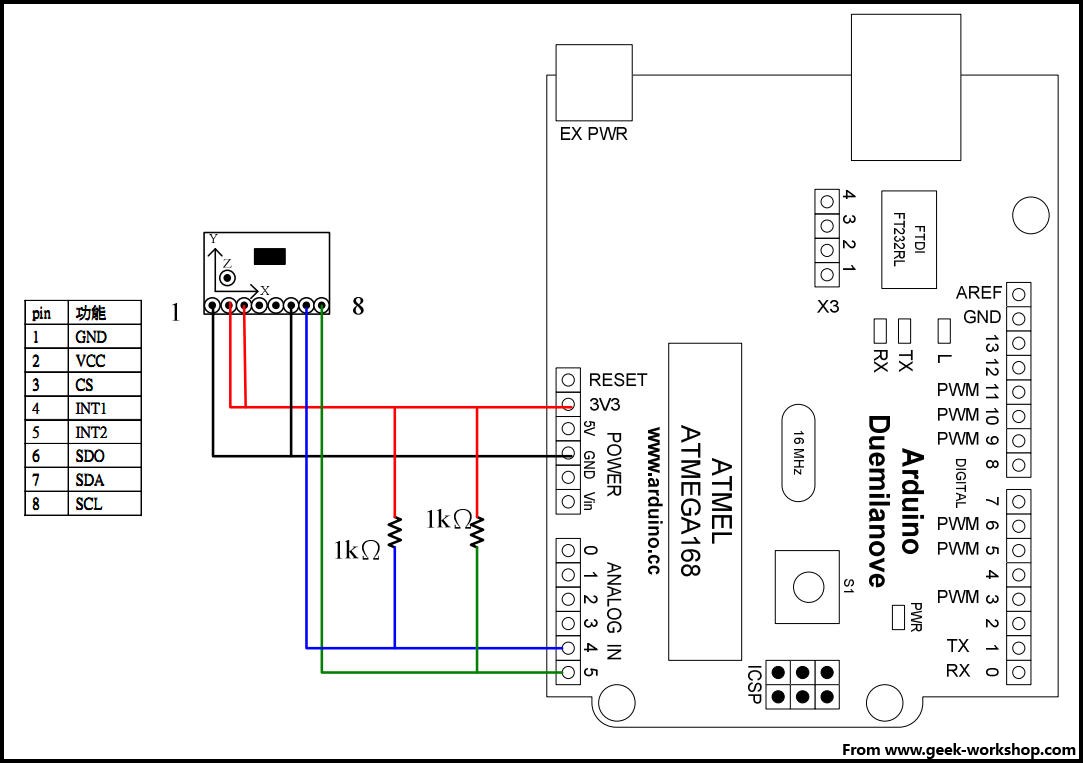 EX PWR
4
3
2
1
X3
FTDI
FT232RL
Y
Z
X
1
8
pin 功能
1 GND
2 VCC
3 CS
4 INT1
5 INT2
6 SDO
7 SDA
8 SCL
RESET
3V3
5V
GND
Vin
POWER
0
1
2
3
4
5
ANALOG IN
www.arduino.cc
ATMEL
ATMEGA168
16 MHz
Arduino
Duemilanove
RX
TX
L
AREF
GND
13
12
PWM 11
PWM 10
PWM 9
8
DIGITAL
7
PWM 6
PWM 5
4
PWM 3
2
TX 1
RX 0
S1
PWR
ICSP
1kΩ
1kΩ
From www.geek-workshop.com